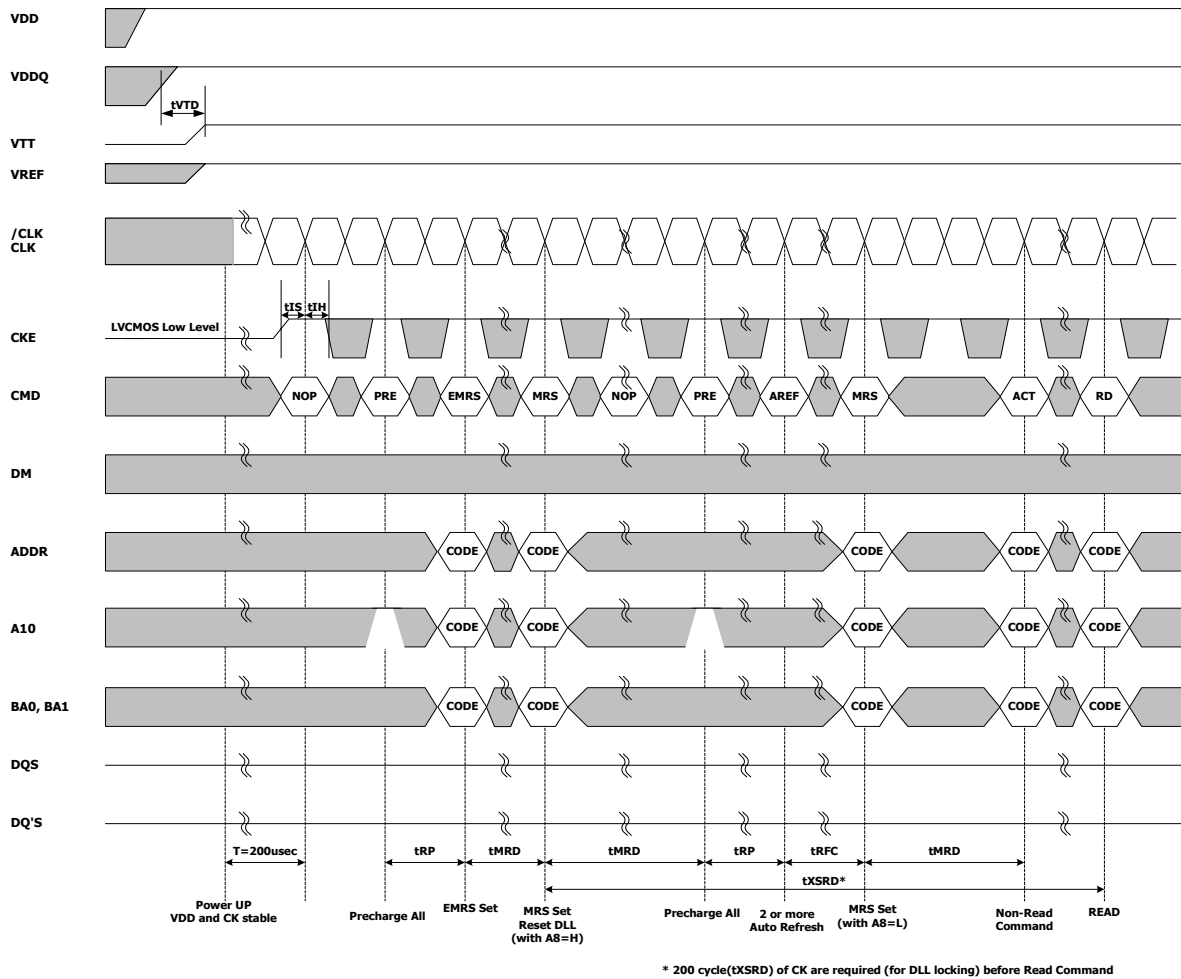 VDD
VDDQ
tVTD
VTT
VREF
/CLK
CLK
tIS tIH
CKE
LVCMOS Low Level
CMD
NOP PRE EMRS MRS NOP PRE AREF MRS ACT RD
DM
ADDR
CODE CODE CODE CODE CODE
A10
CODE CODE CODE CODE CODE
BA0, BA1
CODE CODE CODE CODE CODE
DQS
DQ'S
T=200usec tRP tMRD tMRD tRP tRFC tMRD
tXSRD*
Power UP
VDD and CK stable
Precharge All
EMRS Set
MRS Set
Reset DLL
(with A8=H)
Precharge All
2 or more
Auto Refresh
MRS Set
(with A8=L)
Non-Read
Command
READ
* 200 cycle(tXSRD) of CK are required (for DLL locking) before Read Command